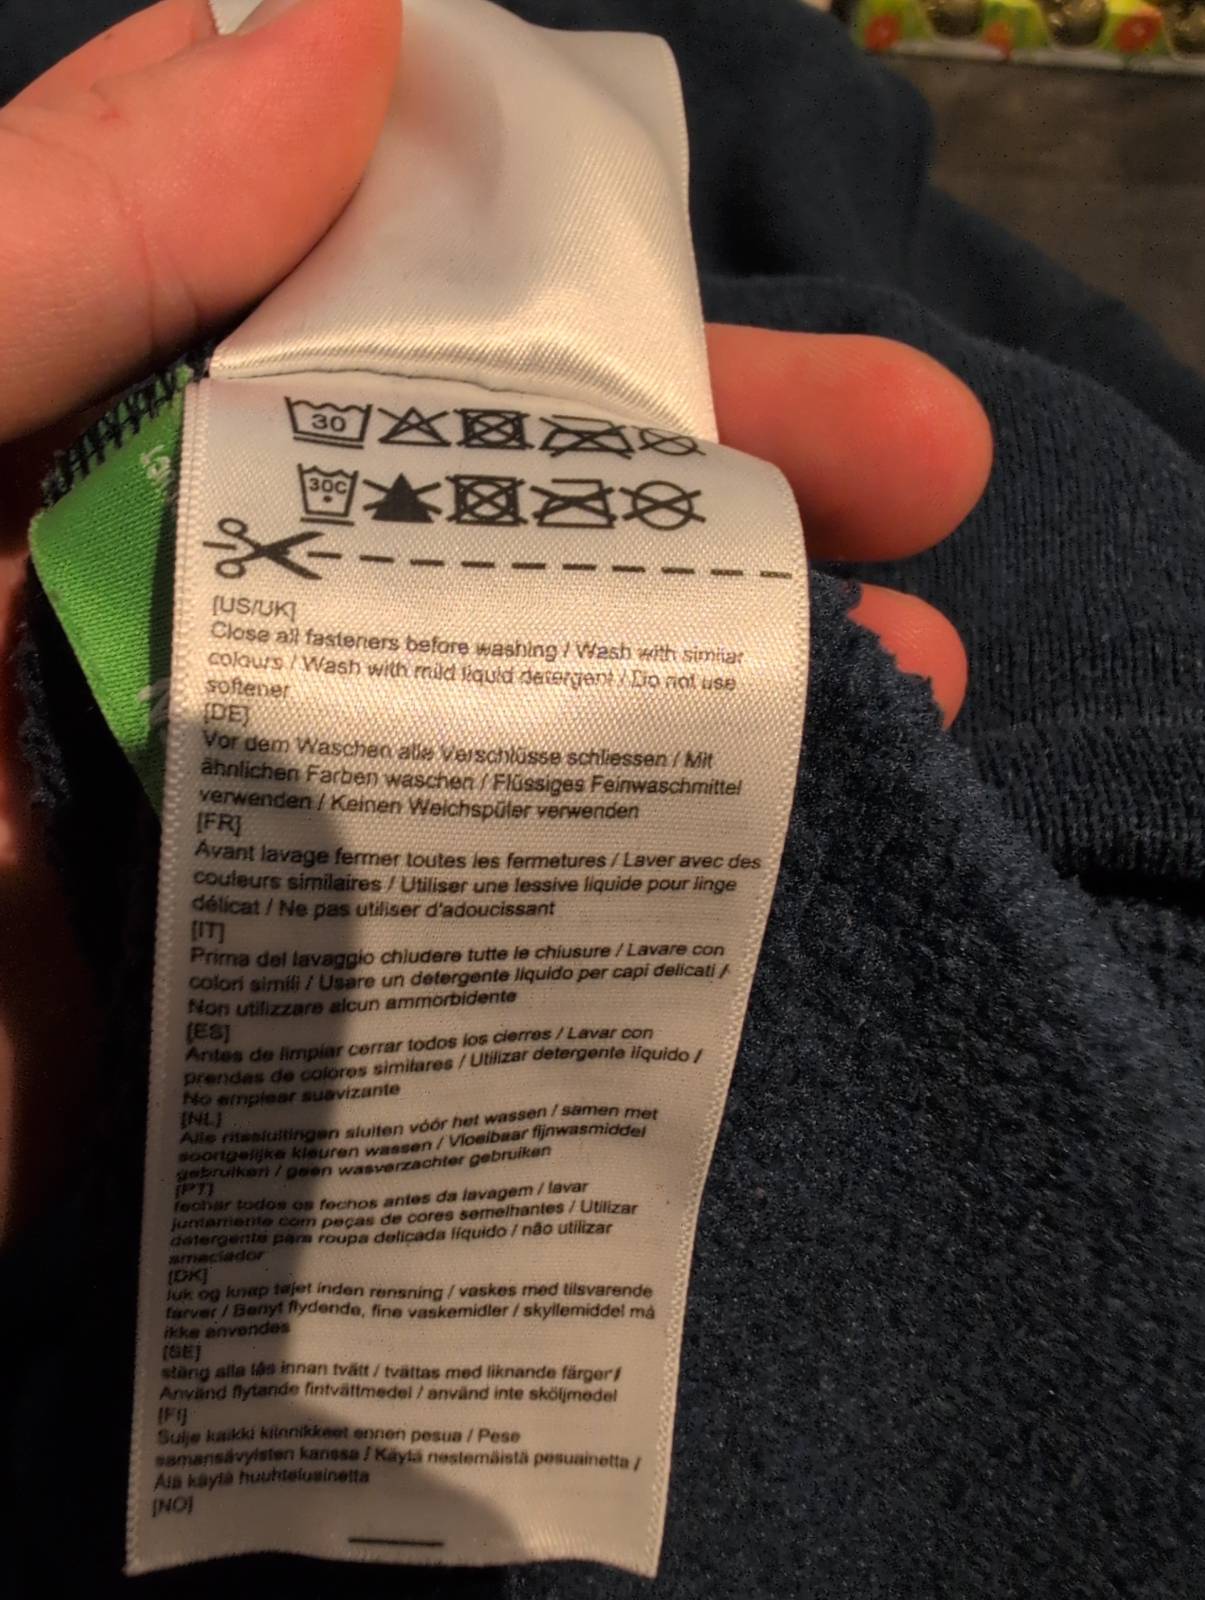 30
30C
[US/UK]
Close all fasteners before washing / Wash with similar
colours / Wash with mild liquid detergent / Do not use
softener
[DE]
Vor dem Waschen alle Verschlüsse schliessen / Mit
ähnlichen Farben waschen / Flüssiges Feinwaschmittel
verwenden / Keinen Weichspüler verwenden
[FR]
Avant lavage fermer toutes les fermetures / Laver avec des
couleurs similaires / Utiliser une lessive liquide pour linge
délicat / Ne pas utiliser d'adoucissant
[IT]
Prima del lavaggio chiudere tutte le chiusure / Lavare con
colori simili / Usare un detergente liquido per capi delicati /
Non utilizzare alcun ammorbidente
[ES]
Antes de limpiar cerrar todos los cierres / Lavar con
prendas de colores similares / Utilizar detergente líquido /
No emplear suavizante
[NL]
Alle ritssluitingen sluiten vóór het wassen / samen met
soortgelijke kleuren wassen / Vloeibaar fijnwasmiddel
gebruiken / geen wasverzachter gebruiken
[PT]
fechar todos os fechos antes da lavagem / lavar
juntamente com peças de cores semelhantes / Utilizar
detergente para roupa delicada líquido / não utilizar
amaciador
[DK]
luk og knap tøjet inden rensning / vaskes med tilsvarende
farver / Benyt flydende, fine vaskemidler / skyllemiddel må
ikke anvendes
[SE]
stäng alla lås innan tvätt / tvättas med liknande färger /
Använd flytande fintvättmedel / använd inte sköljmedel
[FI]
Sulje kaikki kiinnikkeet ennen pesua / Pese
samansävyisten kanssa / Käytä nestemäistä pesuainetta /
Älä käytä huuhteluainetta
[NO]